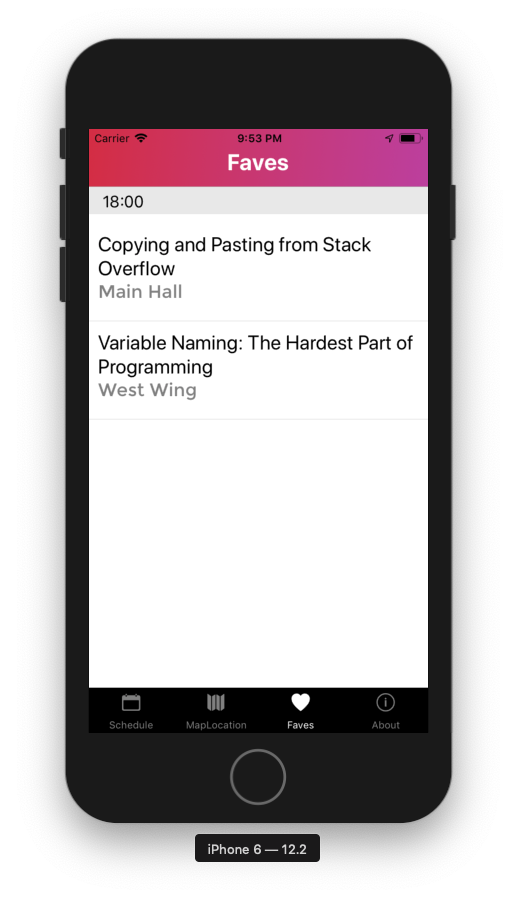 Carrier 9:53 PM
Faves
18:00
Copying and Pasting from Stack
Overflow
Main Hall
Variable Naming: The Hardest Part of
Programming
West Wing
Schedule MapLocation Faves About
iPhone 6 — 12.2